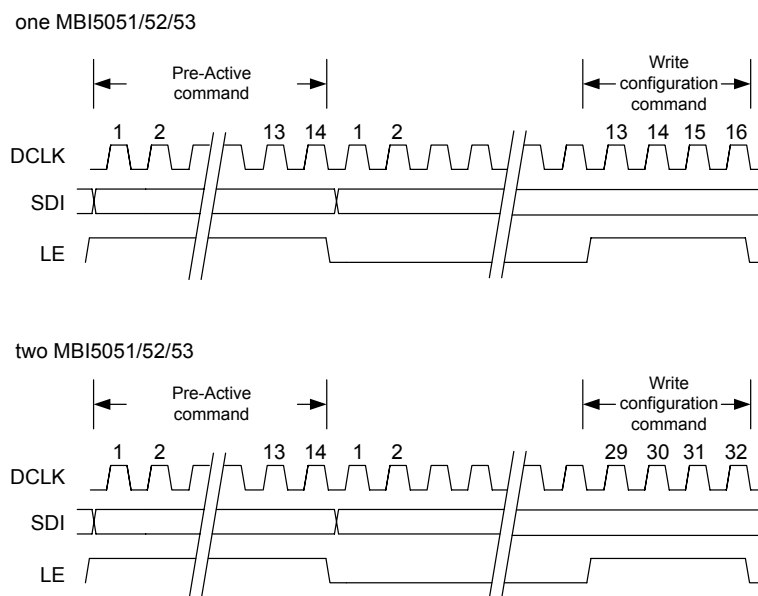 one MBI5051/52/53
Pre-Active
command
Write
configuration
command
DCLK 1 2 13 14 1 2 13 14 15 16
SDI
LE
two MBI5051/52/53
Pre-Active
command
Write
configuration
command
DCLK 1 2 13 14 1 2 29 30 31 32
SDI
LE